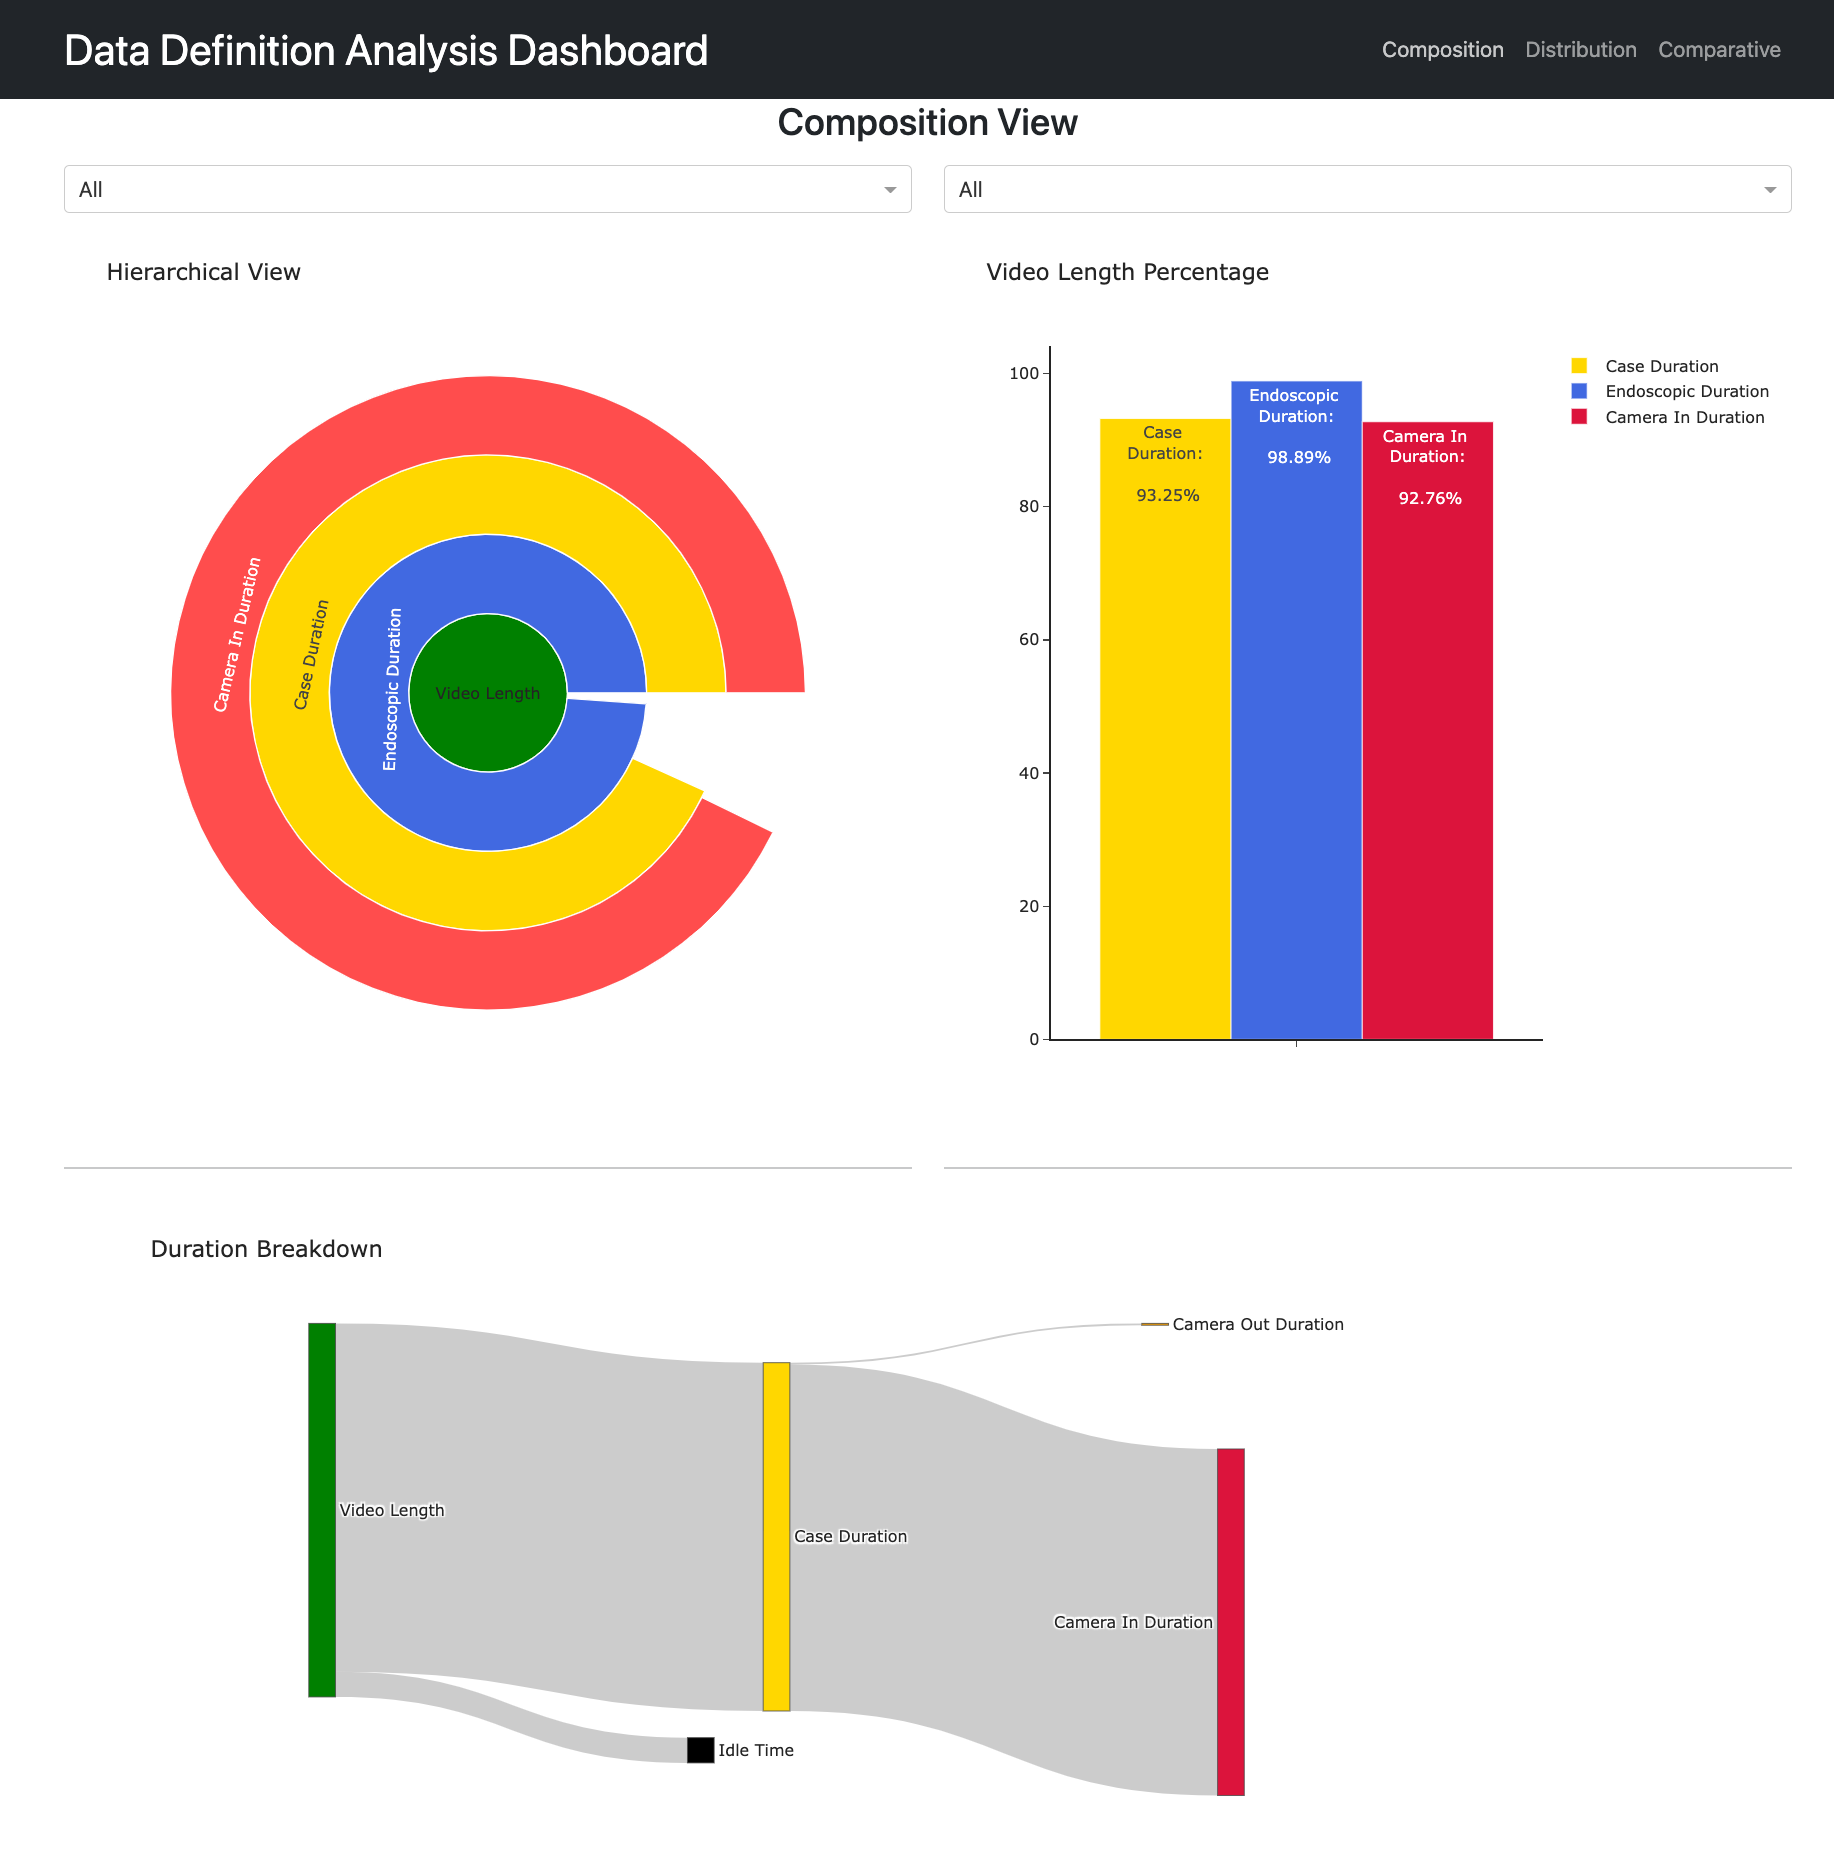 Data Definition Analysis Dashboard
Composition Distribution Comparative
Composition View
All
All
Hierarchical View
Camera In Duration
Case Duration
Endoscopic Duration
Video Length
Video Length Percentage
100
80
60
40
20
0
Case
Duration:
93.25%
Endoscopic
Duration:
98.89%
Camera In
Duration:
92.76%
Case Duration
Endoscopic Duration
Camera In Duration
Duration Breakdown
Camera Out Duration
Video Length
Case Duration
Camera In Duration
Idle Time